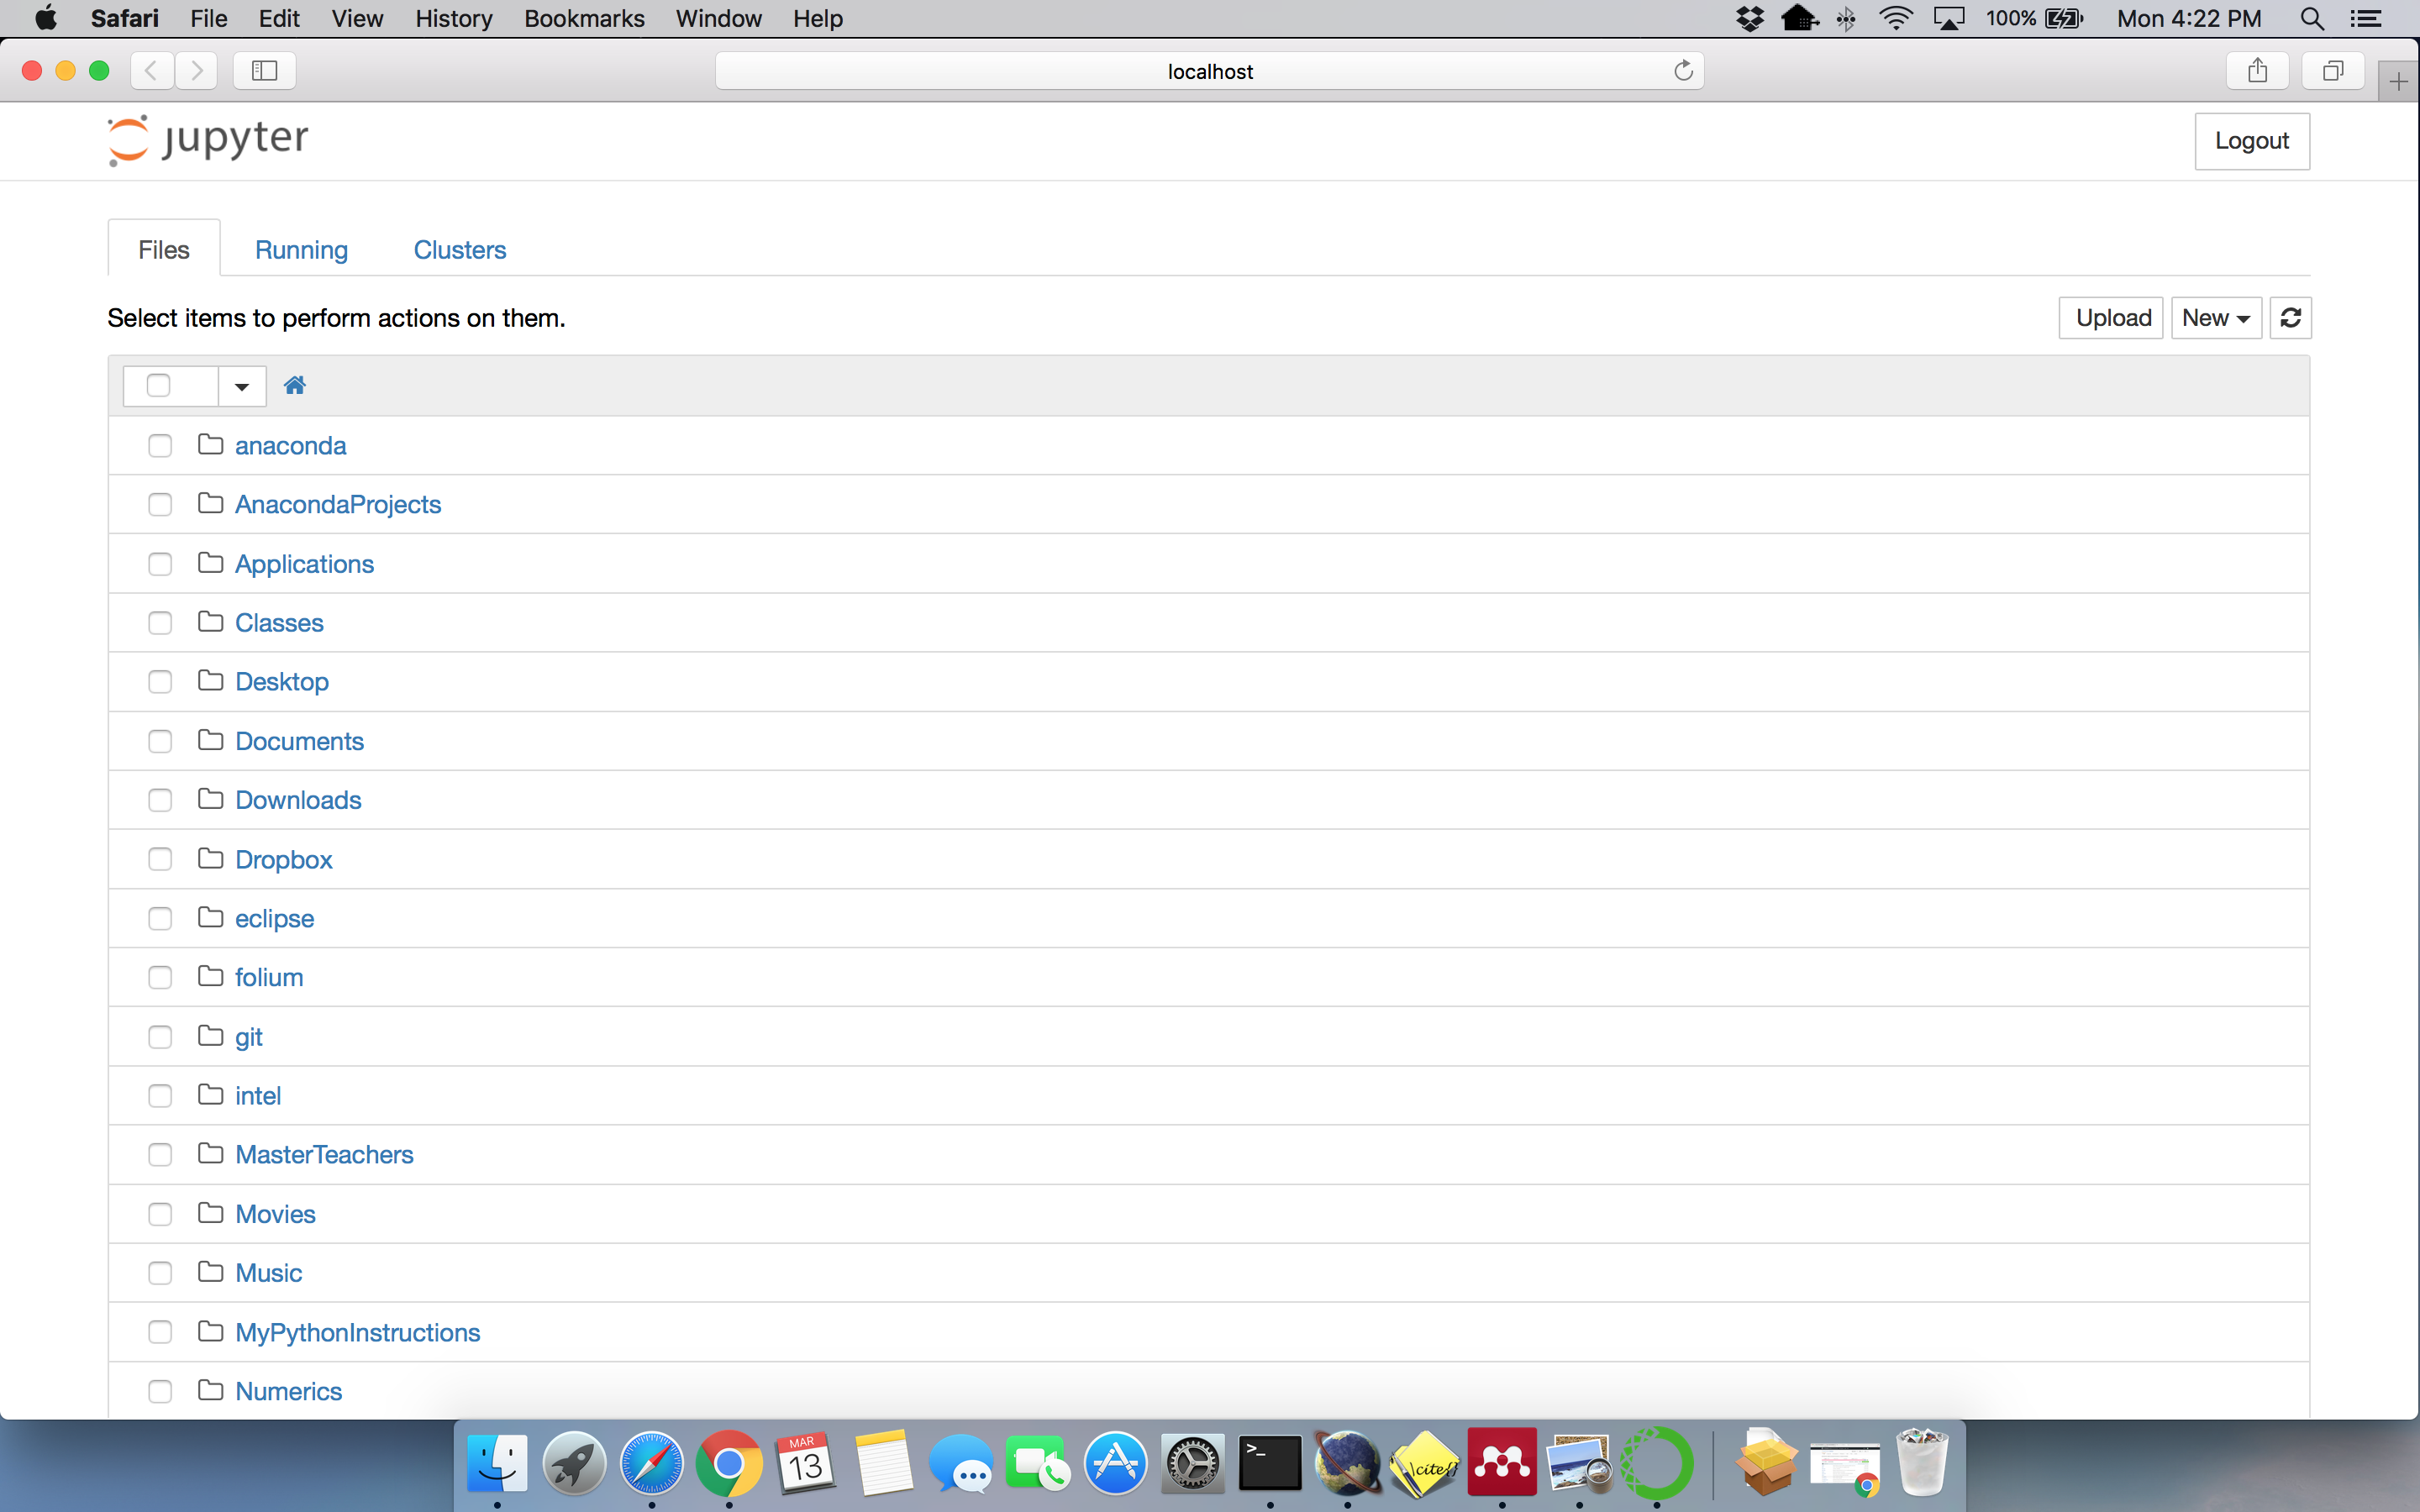 Safari File Edit View History Bookmarks Window Help 100% Mon 4:22 PM
localhost
jupyter Logout
Files Running Clusters
Select items to perform actions on them. Upload New
anaconda
AnacondaProjects
Applications
Classes
Desktop
Documents
Downloads
Dropbox
eclipse
folium
git
intel
MasterTeachers
Movies
Music
MyPythonInstructions
Numerics
MAR
13
>_
\cite{}